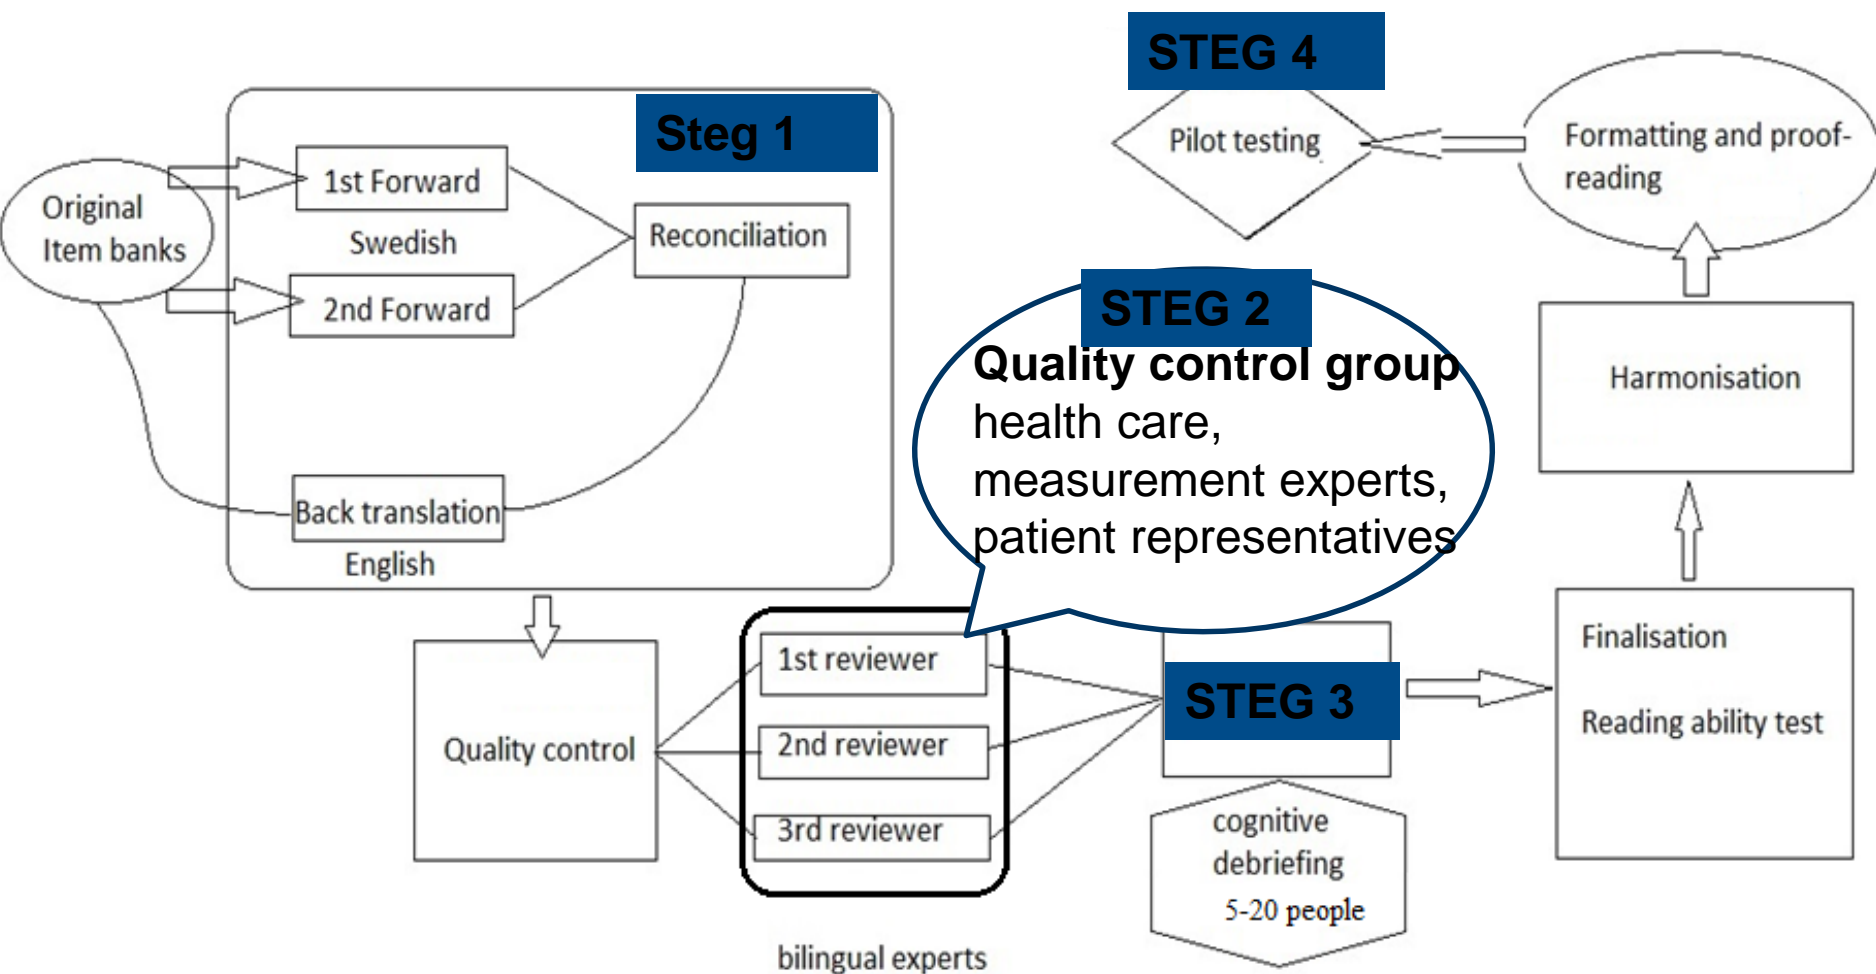 Steg 1
Original
Item banks
1st Forward
Swedish
2nd Forward
Reconciliation
Back translation
English
Quality control
1st reviewer
2nd reviewer
3rd reviewer
bilingual experts
STEG 2
Quality control group
health care,
measurement experts,
patient representatives
STEG 3
cognitive
debriefing
5-20 people
Finalisation
Reading ability test
Harmonisation
Formatting and proof-
reading
STEG 4
Pilot testing